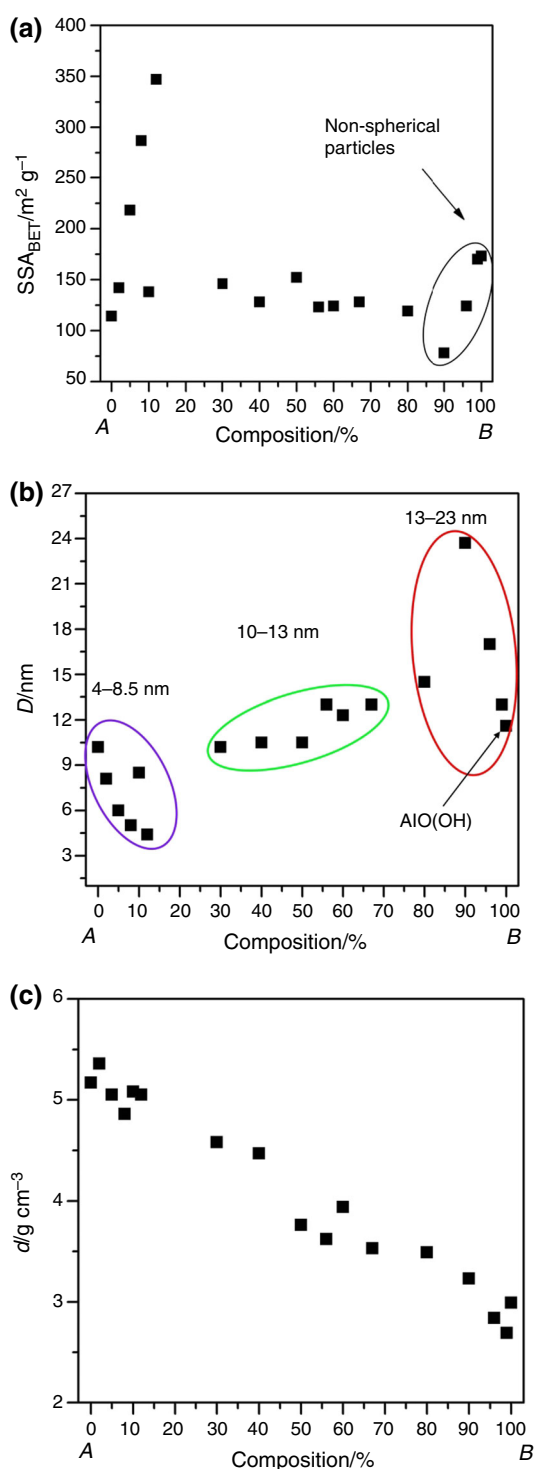 (a)
400
350
300
250
200
150
100
50
SSA_BET/m² g⁻¹
Non-spherical
particles
0 10 20 30 40 50 60 70 80 90 100
A Composition/% B
(b)
27
24
21
18
15
12
9
6
3
D/nm
13–23 nm
10–13 nm
4–8.5 nm
AlO(OH)
0 10 20 30 40 50 60 70 80 90 100
A Composition/% B
(c)
6
5
4
3
2
d/g cm⁻³
0 10 20 30 40 50 60 70 80 90 100
A Composition/% B